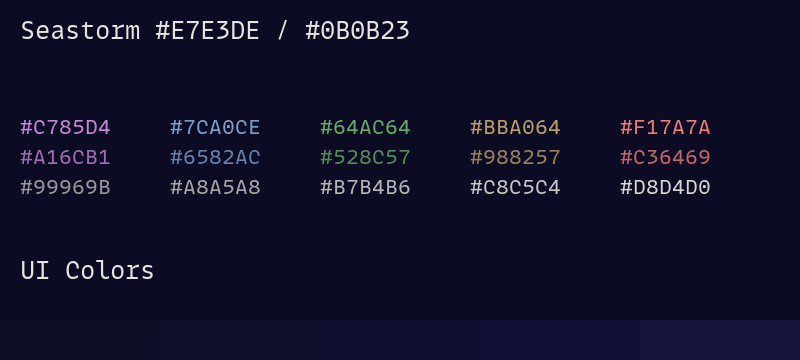 Seastorm #E7E3DE / #0B0B23
#C785D4 #7CA0CE #64AC64 #BBA064 #F17A7A
#A16CB1 #6582AC #528C57 #988257 #C36469
#99969B #A8A5A8 #B7B4B6 #C8C5C4 #D8D4D0
UI Colors